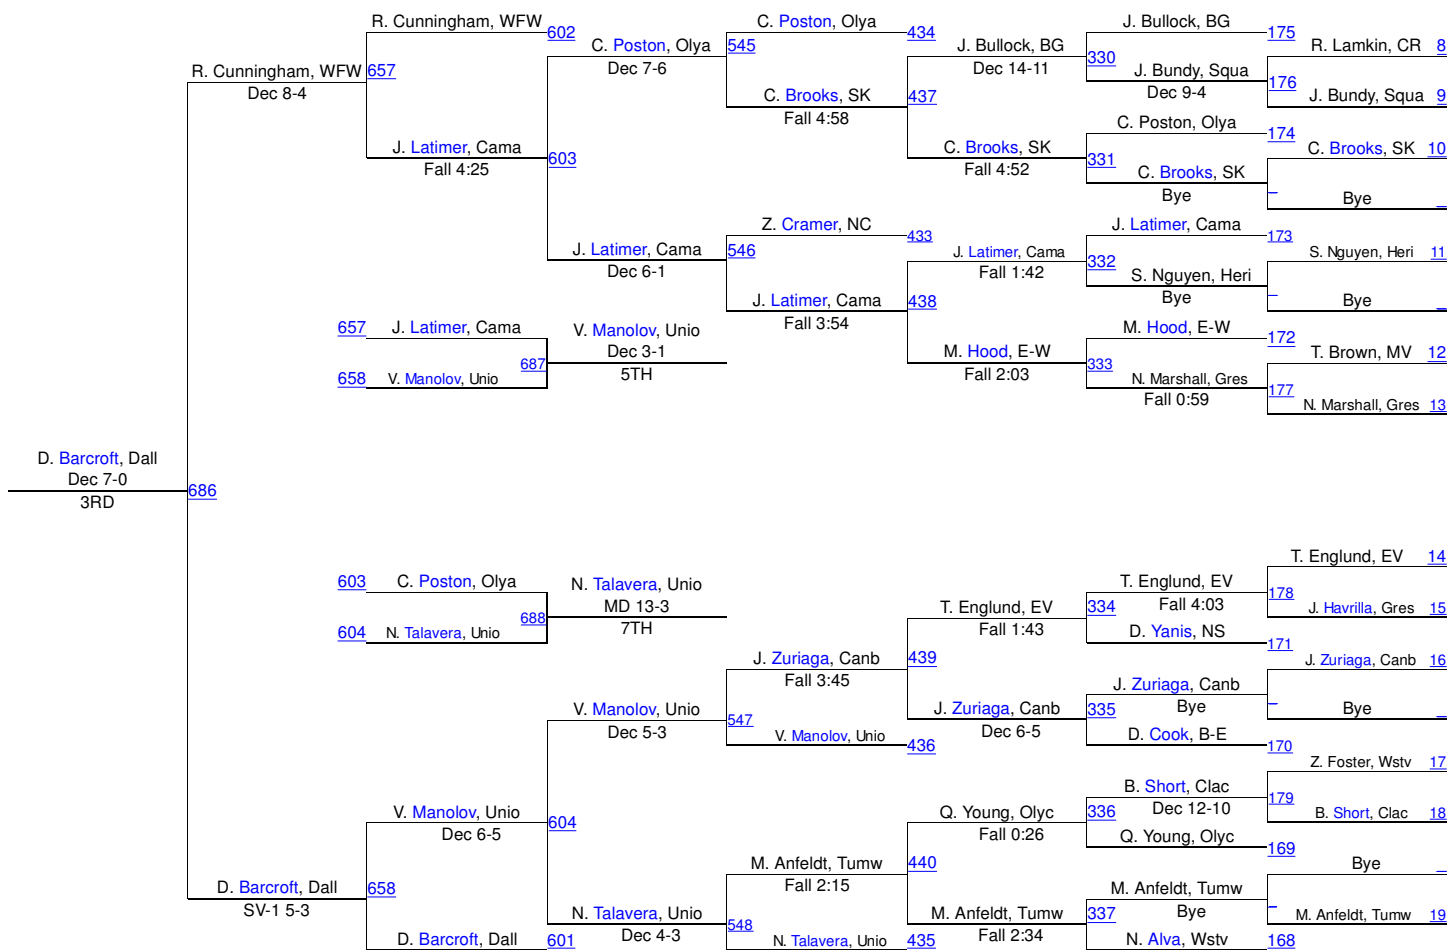 R. Cunningham, WFW
602
C. Poston, Olya
434
J. Bullock, BG
175
R. Lamkin, CR 8
C. Poston, Olya
545
Dec 7-6
J. Bullock, BG
330
Dec 14-11
R. Cunningham, WFW
657
Dec 8-4
J. Bundy, Squa
176
Dec 9-4
J. Bundy, Squa 9
C. Brooks, SK
437
Fall 4:58
C. Poston, Olya
174
J. Latimer, Cama
603
Fall 4:25
C. Brooks, SK
331
Fall 4:52
C. Brooks, SK 10
C. Brooks, SK
Bye
–
Bye _
Z. Cramer, NC
433
J. Latimer, Cama
173
J. Latimer, Cama
546
Dec 6-1
J. Latimer, Cama
332
Fall 1:42
S. Nguyen, Heri 11
S. Nguyen, Heri
Bye
–
Bye _
J. Latimer, Cama
438
Fall 3:54
657 J. Latimer, Cama
V. Manolov, Unio
Dec 3-1
5TH
687
658 V. Manolov, Unio
M. Hood, E-W
172
M. Hood, E-W
333
Fall 2:03
T. Brown, MV 12
N. Marshall, Gres
177
Fall 0:59
N. Marshall, Gres 13
D. Barcroft, Dall
Dec 7-0
3RD
686
603 C. Poston, Olya
N. Talavera, Unio
MD 13-3
7TH
688
604 N. Talavera, Unio
T. Englund, EV 14
T. Englund, EV
178
Fall 4:03
T. Englund, EV
334
Fall 1:43
J. Havrilla, Gres 15
D. Yanis, NS
171
J. Zuriaga, Canb
439
Fall 3:45
J. Zuriaga, Canb 16
J. Zuriaga, Canb
Bye
–
Bye _
V. Manolov, Unio
547
Dec 5-3
J. Zuriaga, Canb
335
Dec 6-5
V. Manolov, Unio
436
D. Cook, B-E
170
Z. Foster, Wstv 17
B. Short, Clac
179
Dec 12-10
B. Short, Clac 18
V. Manolov, Unio
604
Dec 6-5
Q. Young, Olyc
336
Fall 0:26
Q. Young, Olyc
169
M. Anfeldt, Tumw
440
Fall 2:15
Bye _
D. Barcroft, Dall
658
SV-1 5-3
M. Anfeldt, Tumw
Bye
–
M. Anfeldt, Tumw 19
N. Talavera, Unio
548
Dec 4-3
M. Anfeldt, Tumw
337
Fall 2:34
D. Barcroft, Dall
601
N. Talavera, Unio
435
N. Alva, Wstv
168
332